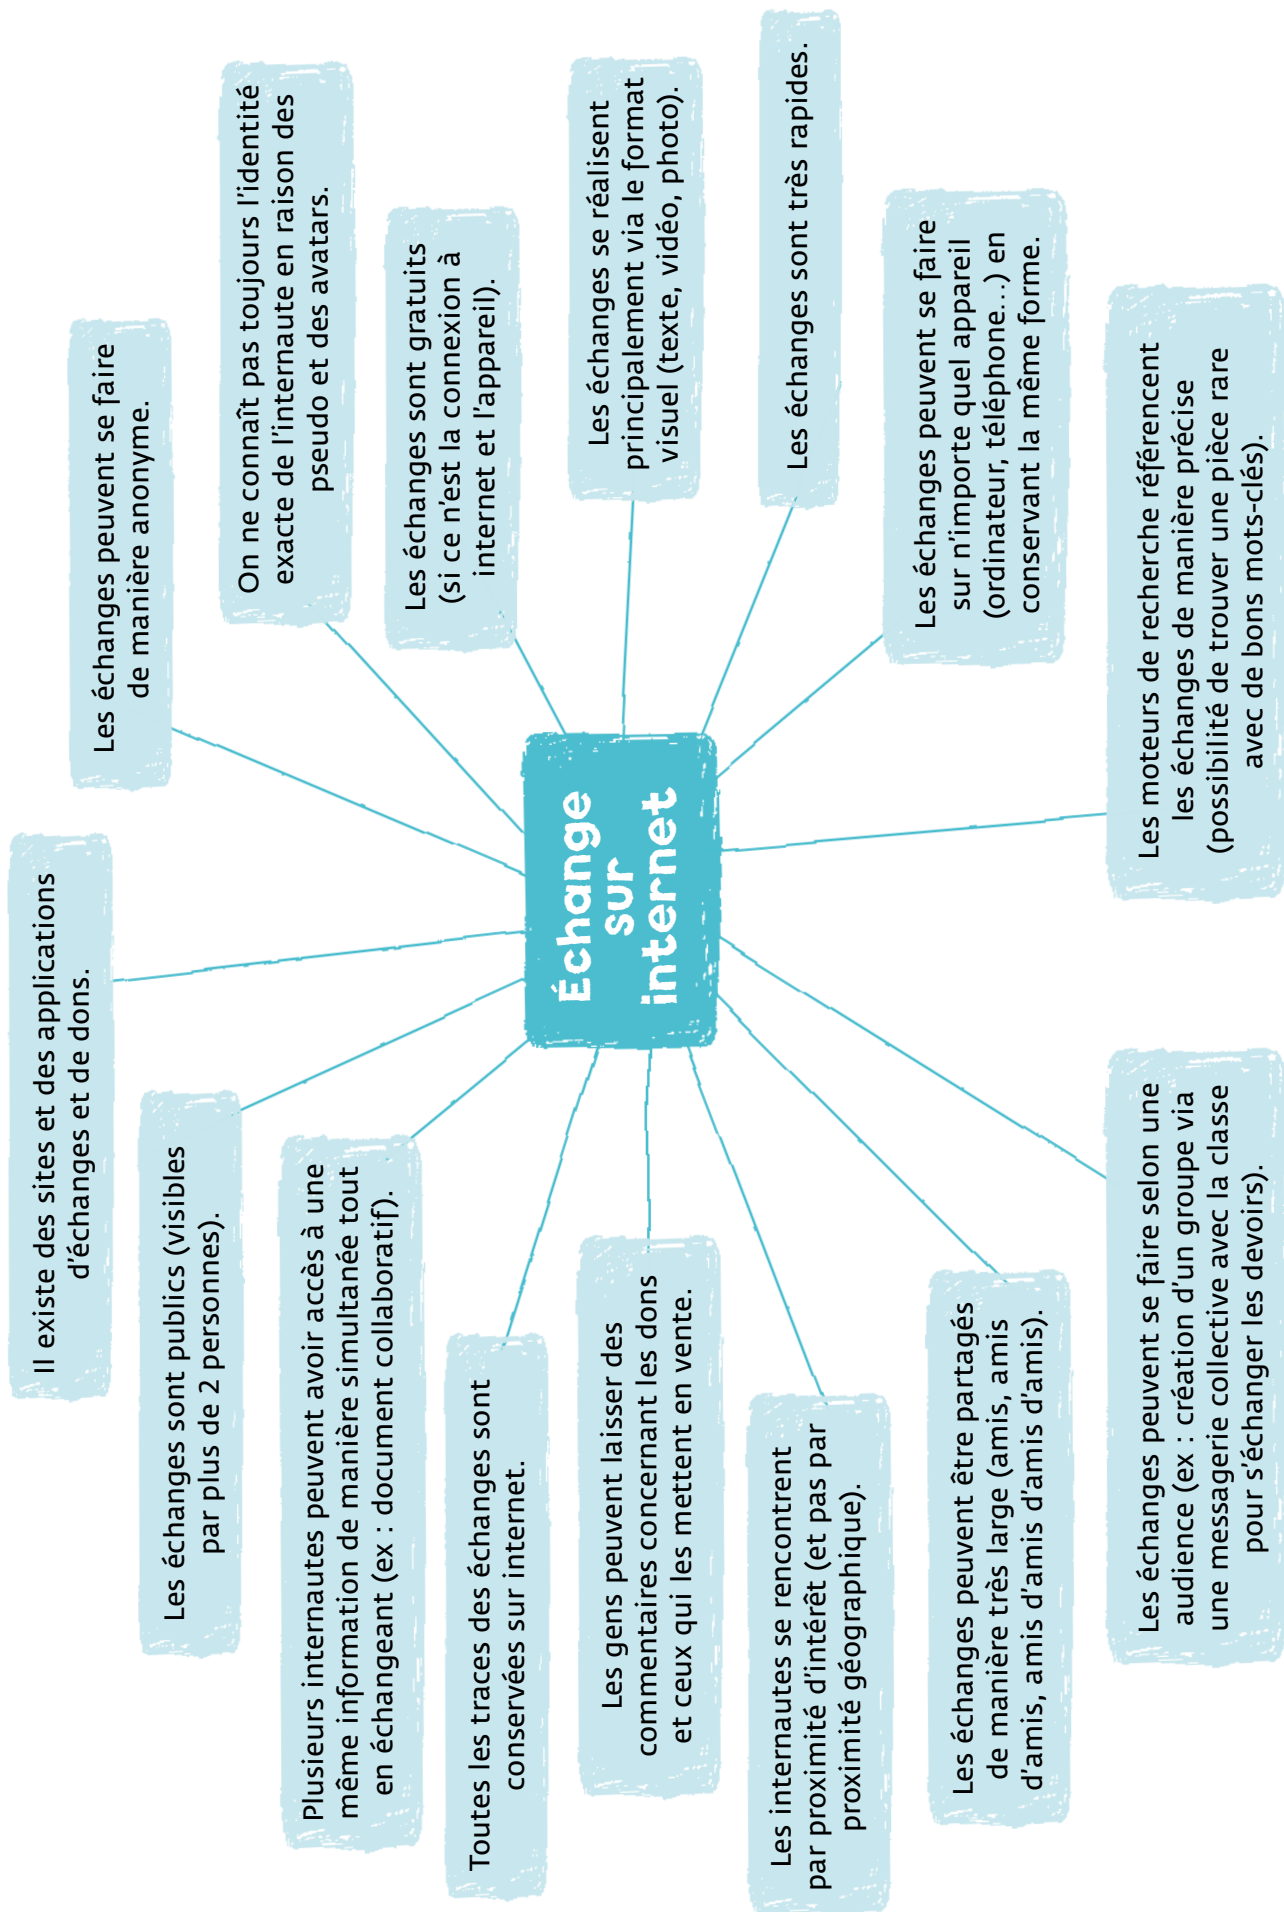 Il existe des sites et des applications
d'échanges et de dons.
Les échanges peuvent se faire
de manière anonyme.
On ne connaît pas toujours l'identité
exacte de l'internaute en raison des
pseudo et des avatars.
Les échanges sont gratuits
(si ce n'est la connexion à
internet et l'appareil).
Les échanges se réalisent
principalement via le format
visuel (texte, vidéo, photo).
Les échanges sont très rapides.
Les échanges peuvent se faire
sur n'importe quel appareil
(ordinateur, téléphone...) en
conservant la même forme.
Les moteurs de recherche référencent
les échanges de manière précise
(possibilité de trouver une pièce rare
avec de bons mots-clés).
Échange
sur
internet
Les échanges sont publics (visibles
par plus de 2 personnes).
Plusieurs internautes peuvent avoir accès à une
même information de manière simultanée tout
en échangeant (ex : document collaboratif).
Toutes les traces des échanges sont
conservées sur internet.
Les gens peuvent laisser des
commentaires concernant les dons
et ceux qui les mettent en vente.
Les internautes se rencontrent
par proximité d'intérêt (et pas par
proximité géographique).
Les échanges peuvent être partagés
de manière très large (amis, amis
d'amis, amis d'amis d'amis d'amis).
Les échanges peuvent se faire selon une
audience (ex : création d'un groupe via
une messagerie collective avec la classe
pour s'échanger les devoirs).